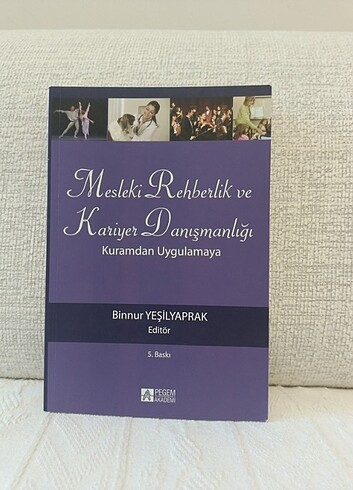 Mesleki Rehberlik ve
Kariyer Danışmanlığı
Kuramdan Uygulamaya
Binnur YEŞİLYAPRAK
Editör
5. Baskı
PEGEM
AKADEMİ